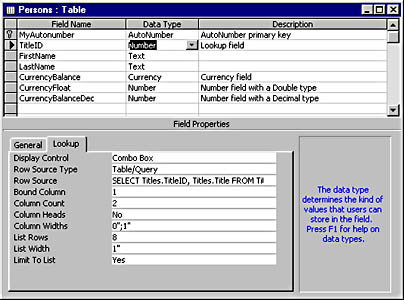 Persons : Table
Field Name Data Type Description
MyAutonumber AutoNumber AutoNumber primary key
TitleID Number Lookup field
FirstName Text
LastName Text
CurrencyBalance Currency Currency field
CurrencyFloat Number Number field with a Double type
CurrencyBalanceDec Number Number field with a Decimal type
Field Properties
General Lookup
Display Control Combo Box
Row Source Type Table/Query
Row Source SELECT Titles.TitleID, Titles.Title FROM
Bound Column 1
Column Count 2
Column Heads No
Column Widths 0";1"
List Rows 8
List Width 1"
Limit To List Yes
The data type
determines the kind of
values that users can
store in the field.
Press F1 for help on
data types.